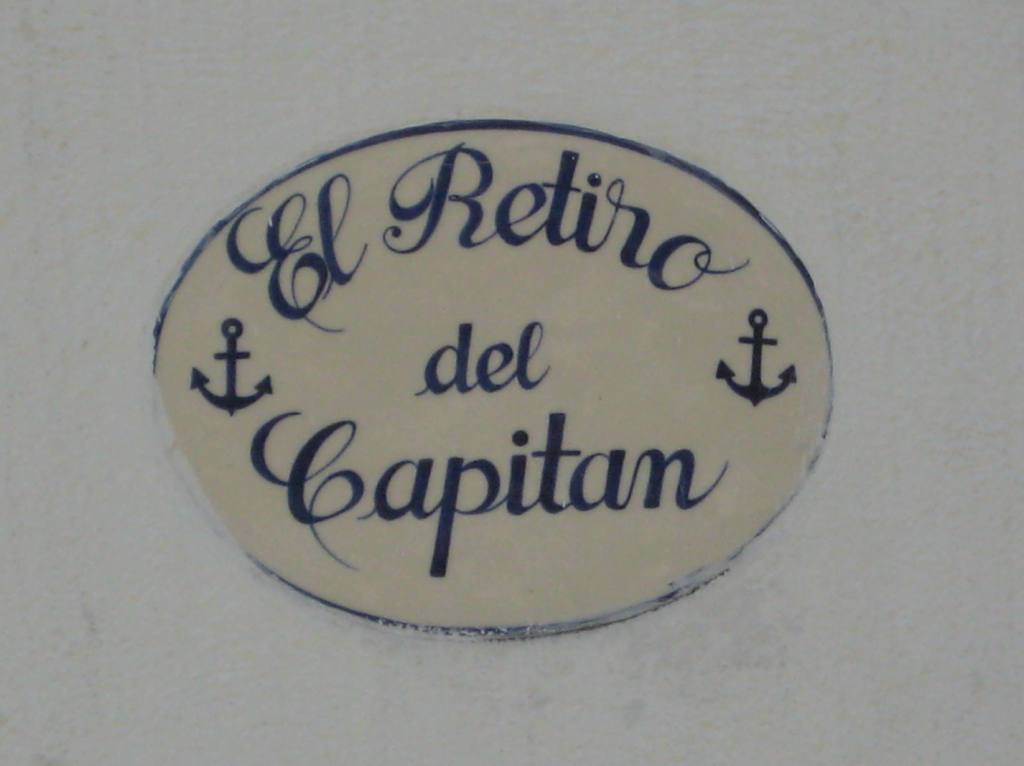 El Retiro
del
Capitan